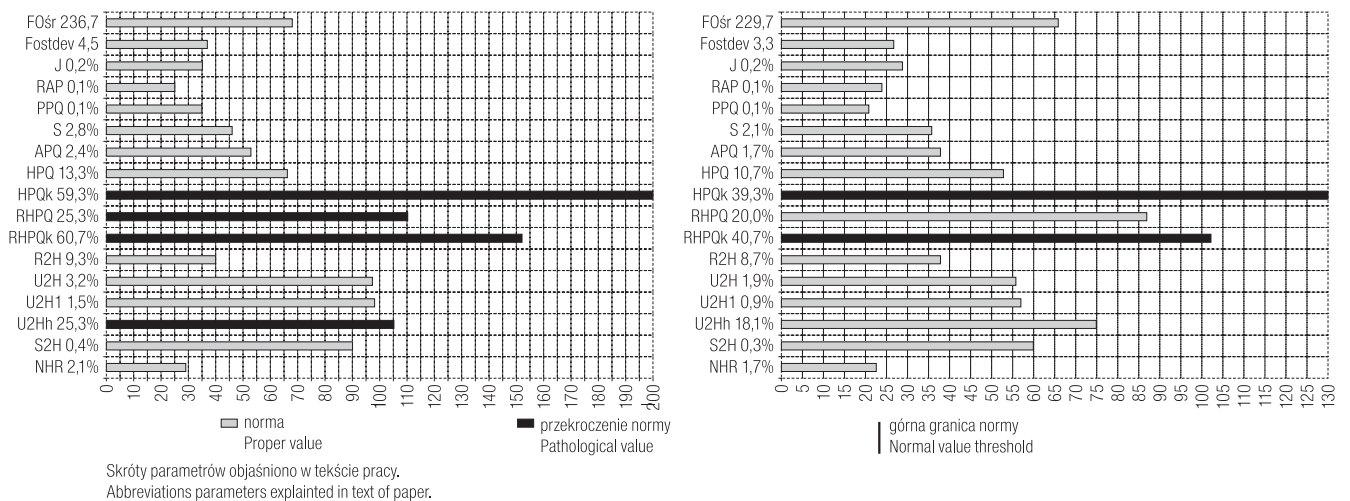 FOśr 236,7
Fostdev 4,5
J 0,2%
RAP 0,1%
PPQ 0,1%
S 2,8%
APQ 2,4%
HPQ 13,3%
HPQk 59,3%
RHPQ 25,3%
RHPQk 60,7%
R2H 9,3%
U2H 3,2%
U2H1 1,5%
U2Hh 25,3%
S2H 0,4%
NHR 2,1%
0 10 20 30 40 50 60 70 80 90 100 110 120 130 140 150 160 170 180 190 200
FOśr 229,7
Fostdev 3,3
J 0,2%
RAP 0,1%
PPQ 0,1%
S 2,1%
APQ 1,7%
HPQ 10,7%
HPQk 39,3%
RHPQ 20,0%
RHPQk 40,7%
R2H 8,7%
U2H 1,9%
U2H1 0,9%
U2Hh 18,1%
S2H 0,3%
NHR 1,7%
0 5 10 15 20 25 30 35 40 45 50 55 60 65 70 75 80 85 90 95 100 105 110 115 120 125 130
norma
Proper value
przekroczenie normy
Pathological value
górna granica normy
Normal value threshold
Skróty parametrów objaśniono w tekście pracy.
Abbreviations parameters explainted in text of paper.